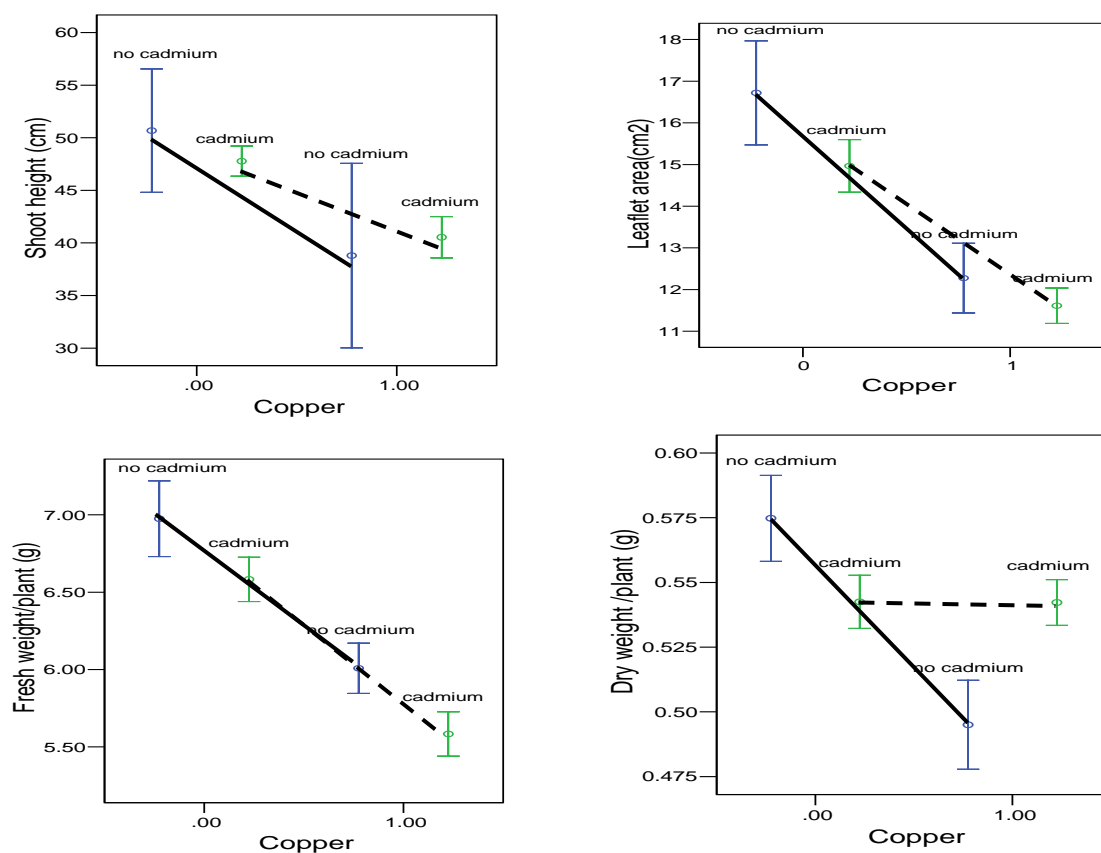 60
55
50
45
40
35
30
Shoot height (cm)
no cadmium
cadmium
no cadmium
cadmium
.00
1.00
Copper
18
17
16
15
14
13
12
11
Leaflet area(cm2)
no cadmium
cadmium
no cadmium
cadmium
0
1
Copper
7.00
6.50
6.00
5.50
Fresh weight/plant (g)
no cadmium
cadmium
no cadmium
cadmium
.00
1.00
Copper
0.60
0.575
0.55
0.525
0.50
0.475
Dry weight /plant (g)
no cadmium
cadmium
cadmium
no cadmium
.00
1.00
Copper